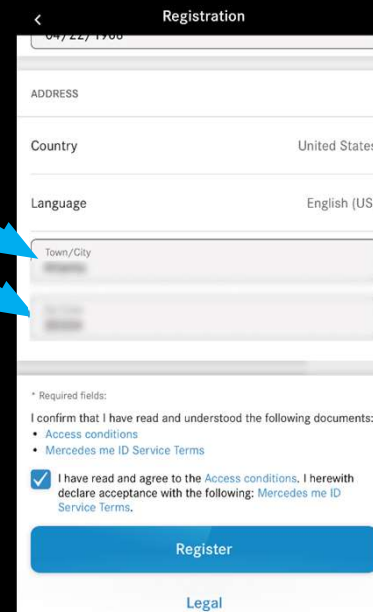 Registration
ADDRESS
Country United States
Language English (US
Town/City
* Required fields:
I confirm that I have read and understood the following documents:
• Access conditions
• Mercedes me ID Service Terms
I have read and agree to the Access conditions. I herewith
declare acceptance with the following: Mercedes me ID
Service Terms.
Register
Legal